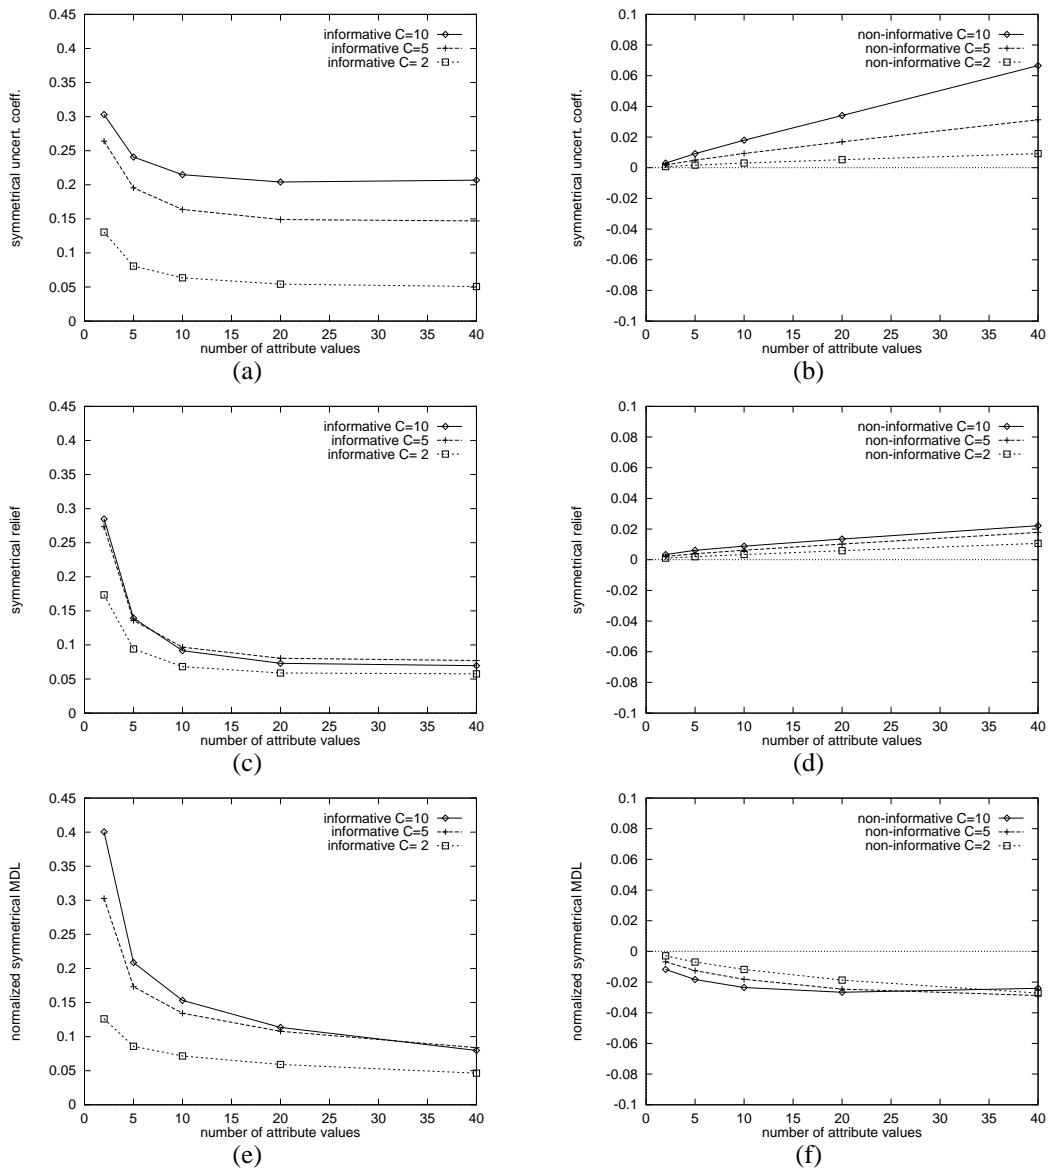 0.45
0.4
0.35
0.3
0.25
0.2
0.15
0.1
0.05
0
symmetrical uncert. coeff.
informative C=10
informative C=5
informative C= 2
0 5 10 15 20 25 30 35 40
number of attribute values
(a)
0.1
0.08
0.06
0.04
0.02
0
-0.02
-0.04
-0.06
-0.08
-0.1
symmetrical uncert. coeff.
non-informative C=10
non-informative C=5
non-informative C=2
0 5 10 15 20 25 30 35 40
number of attribute values
(b)
0.45
0.4
0.35
0.3
0.25
0.2
0.15
0.1
0.05
0
symmetrical relief
informative C=10
informative C=5
informative C= 2
0 5 10 15 20 25 30 35 40
number of attribute values
(c)
0.1
0.08
0.06
0.04
0.02
0
-0.02
-0.04
-0.06
-0.08
-0.1
symmetrical relief
non-informative C=10
non-informative C=5
non-informative C=2
0 5 10 15 20 25 30 35 40
number of attribute values
(d)
0.45
0.4
0.35
0.3
0.25
0.2
0.15
0.1
0.05
0
normalized symmetrical MDL
informative C=10
informative C=5
informative C= 2
0 5 10 15 20 25 30 35 40
number of attribute values
(e)
0.1
0.08
0.06
0.04
0.02
0
-0.02
-0.04
-0.06
-0.08
-0.1
normalized symmetrical MDL
non-informative C=10
non-informative C=5
non-informative C=2
0 5 10 15 20 25 30 35 40
number of attribute values
(f)